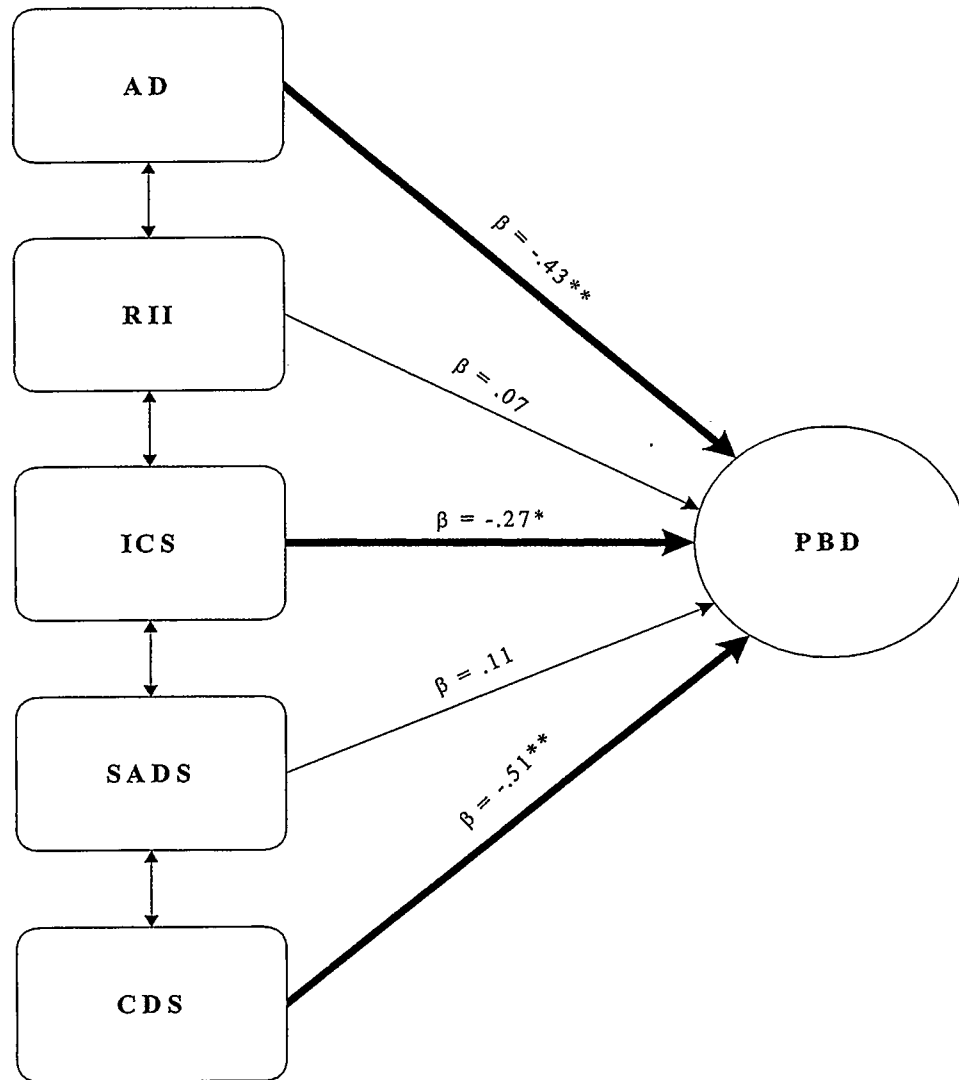 AD
β = -.43**
RII
β = .07
ICS
β = -.27*
PBD
SADS
β = .11
CDS
β = -.51**